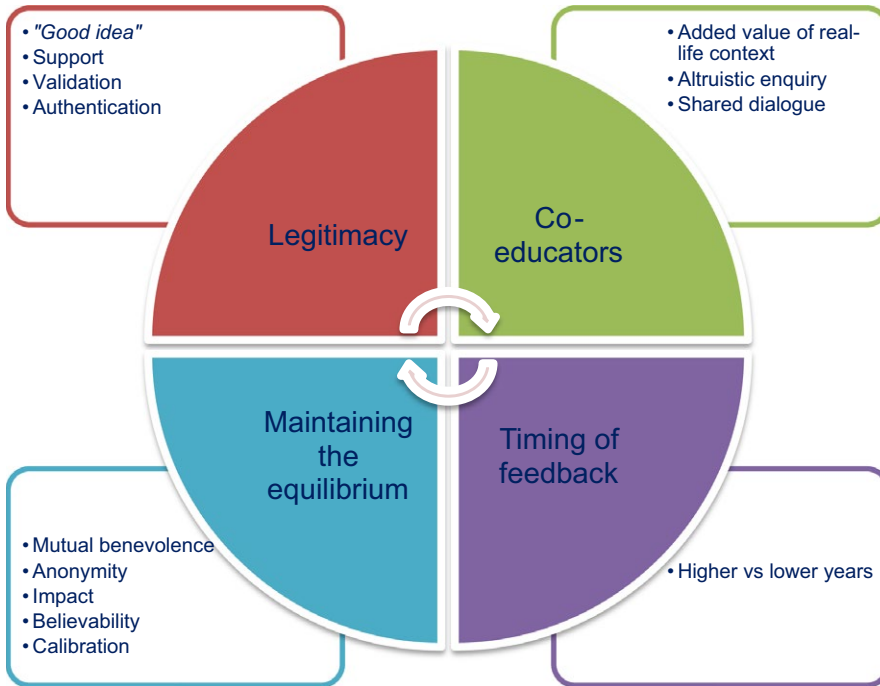 • "Good idea"
• Support
• Validation
• Authentication
• Added value of real-
life context
• Altruistic enquiry
• Shared dialogue
Legitimacy
Co-
educators
Maintaining
the
equilibrium
Timing of
feedback
• Mutual benevolence
• Anonymity
• Impact
• Believability
• Calibration
• Higher vs lower years